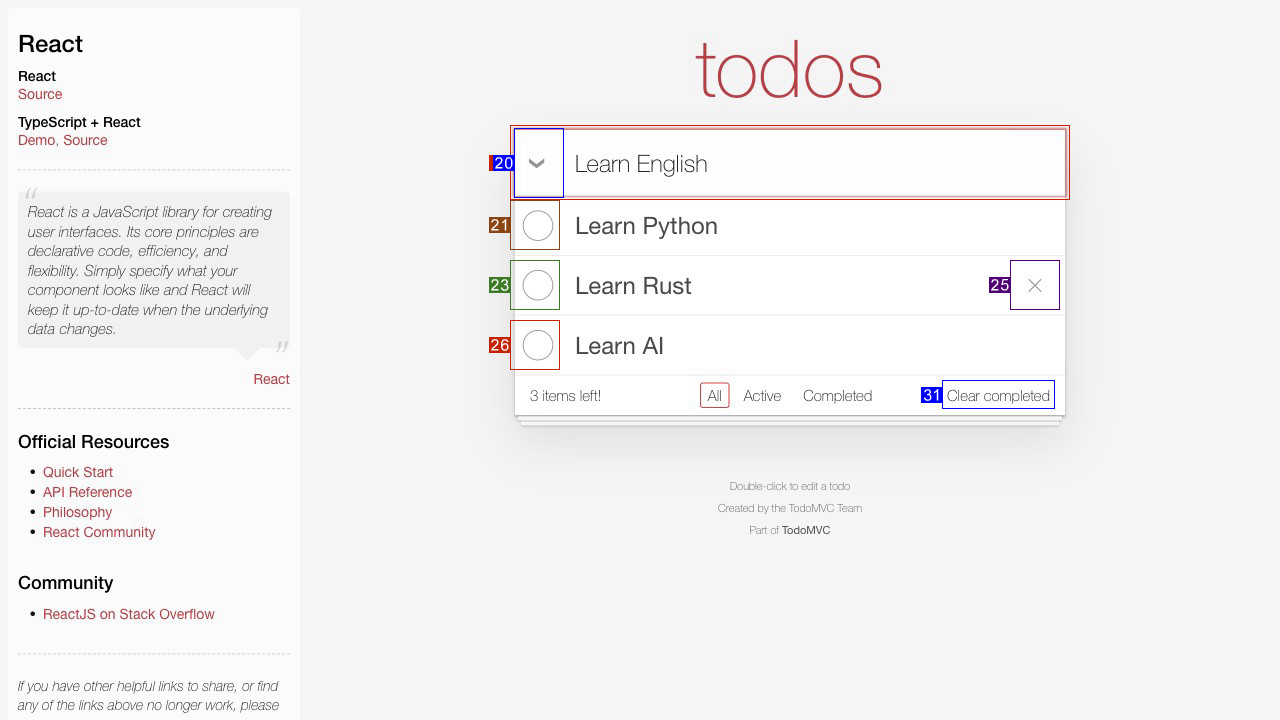 React
React
Source
TypeScript + React
Demo, Source
“
React is a JavaScript library for creating
user interfaces. Its core principles are
declarative code, efficiency, and
flexibility. Simply specify what your
component looks like and React will
keep it up-to-date when the underlying
data changes.
”
React
Official Resources
• Quick Start
• API Reference
• Philosophy
• React Community
Community
• ReactJS on Stack Overflow
If you have other helpful links to share, or find
any of the links above no longer work, please
todos
20 Learn English
21 Learn Python
23 Learn Rust 25
26 Learn AI
3 items left! All Active Completed 31 Clear completed
Double-click to edit a todo
Created by the TodoMVC Team
Part of TodoMVC